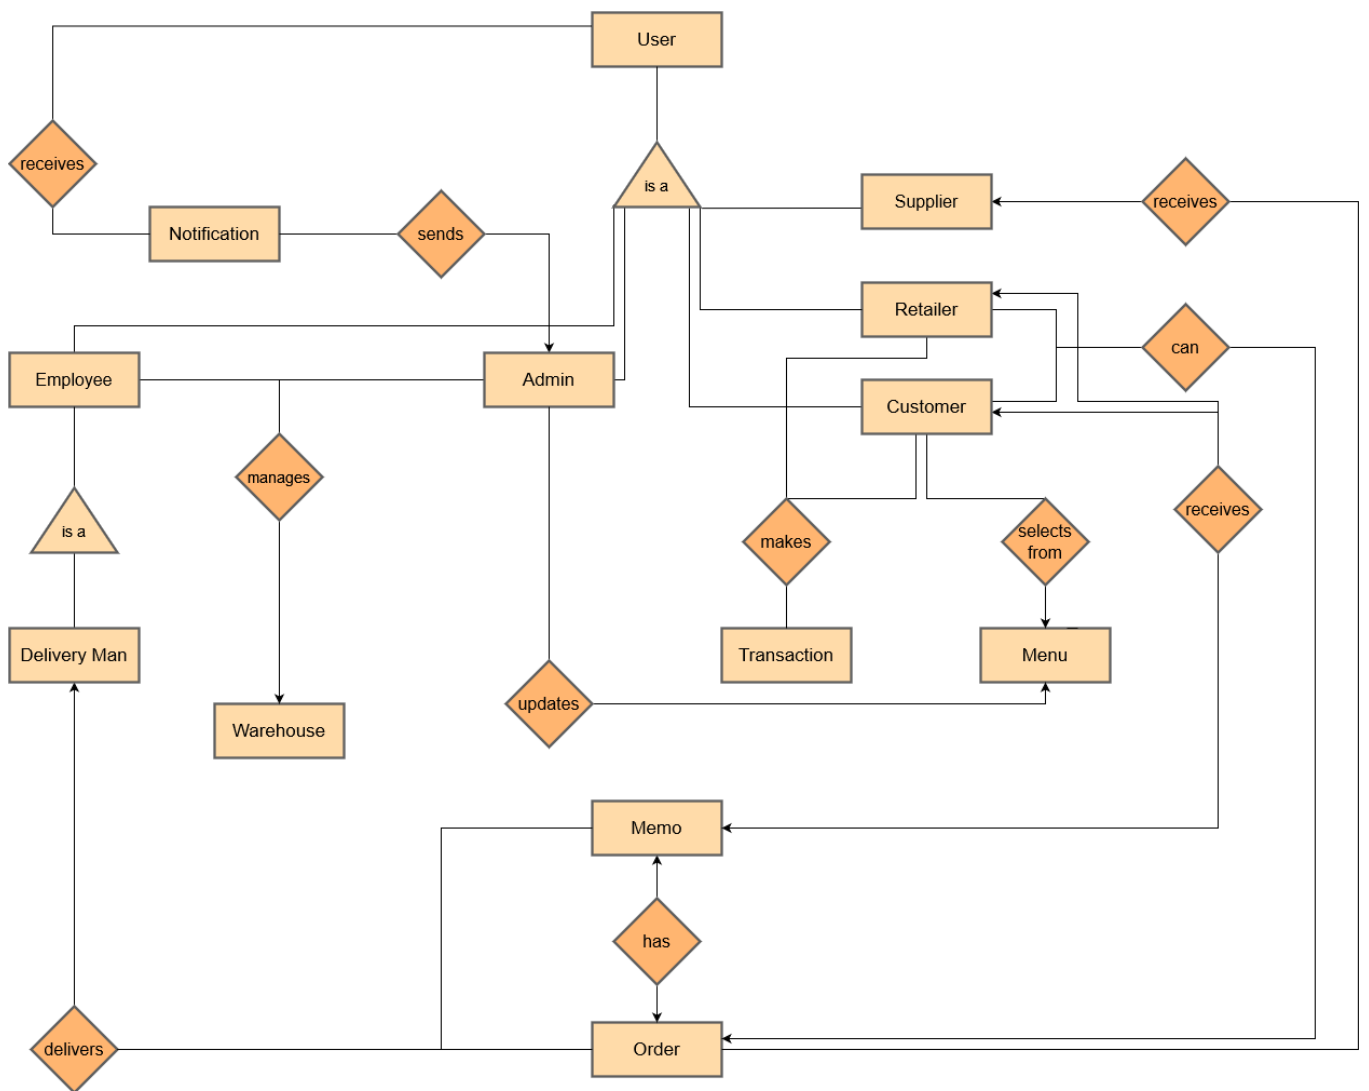 User
receives
is a
Supplier
receives
Notification
sends
Retailer
can
Employee
Admin
Customer
manages
receives
is a
makes
selects
from
Delivery Man
Transaction
Menu
updates
Warehouse
Memo
has
delivers
Order